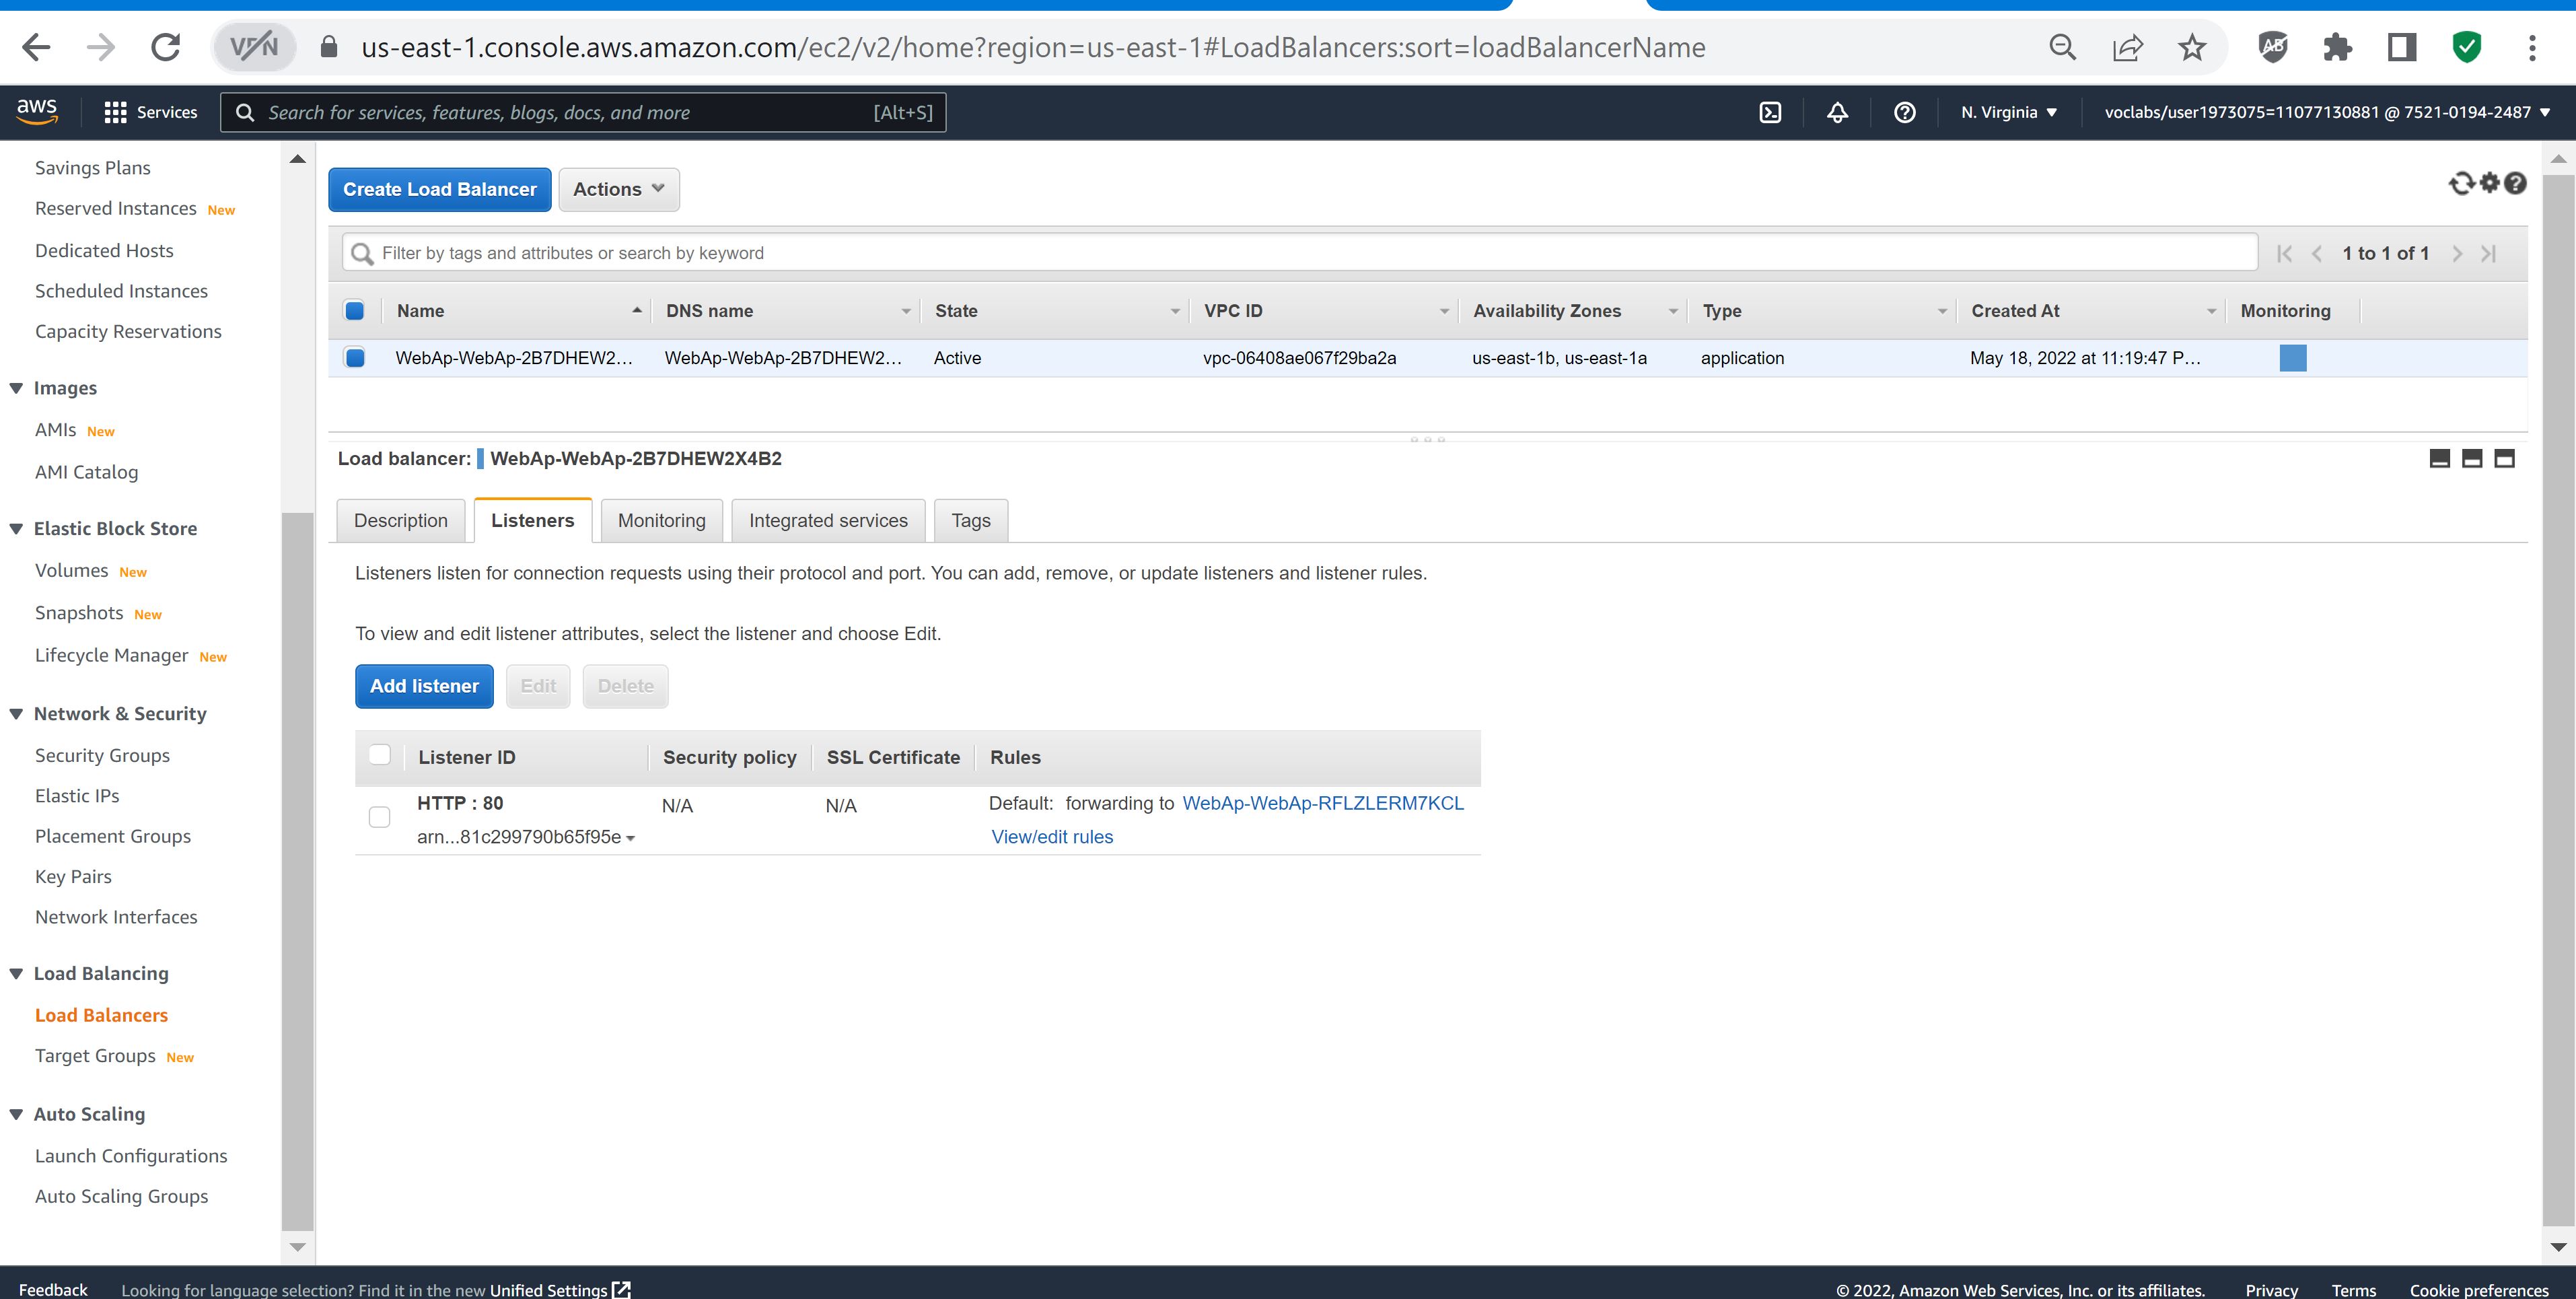 VPN us-east-1.console.aws.amazon.com/ec2/v2/home?region=us-east-1#LoadBalancers:sort=loadBalancerName
aws Services Search for services, features, blogs, docs, and more [Alt+S] N. Virginia voclabs/user1973075=11077130881 @ 7521-0194-2487
Savings Plans
Reserved Instances New
Dedicated Hosts
Scheduled Instances
Capacity Reservations
Images
AMIs New
AMI Catalog
Elastic Block Store
Volumes New
Snapshots New
Lifecycle Manager New
Network & Security
Security Groups
Elastic IPs
Placement Groups
Key Pairs
Network Interfaces
Load Balancing
Load Balancers
Target Groups New
Auto Scaling
Launch Configurations
Auto Scaling Groups
Create Load Balancer Actions
Filter by tags and attributes or search by keyword 1 to 1 of 1
Name DNS name State VPC ID Availability Zones Type Created At Monitoring
WebAp-WebAp-2B7DHEW2... WebAp-WebAp-2B7DHEW2... Active vpc-06408ae067f29ba2a us-east-1b, us-east-1a application May 18, 2022 at 11:19:47 P...
Load balancer: WebAp-WebAp-2B7DHEW2X4B2
Description Listeners Monitoring Integrated services Tags
Listeners listen for connection requests using their protocol and port. You can add, remove, or update listeners and listener rules.
To view and edit listener attributes, select the listener and choose Edit.
Add listener Edit Delete
Listener ID Security policy SSL Certificate Rules
HTTP : 80 N/A N/A Default: forwarding to WebAp-WebAp-RFLZLERM7KCL
arn...81c299790b65f95e View/edit rules
Feedback Looking for language selection? Find it in the new Unified Settings © 2022, Amazon Web Services, Inc. or its affiliates. Privacy Terms Cookie preferences